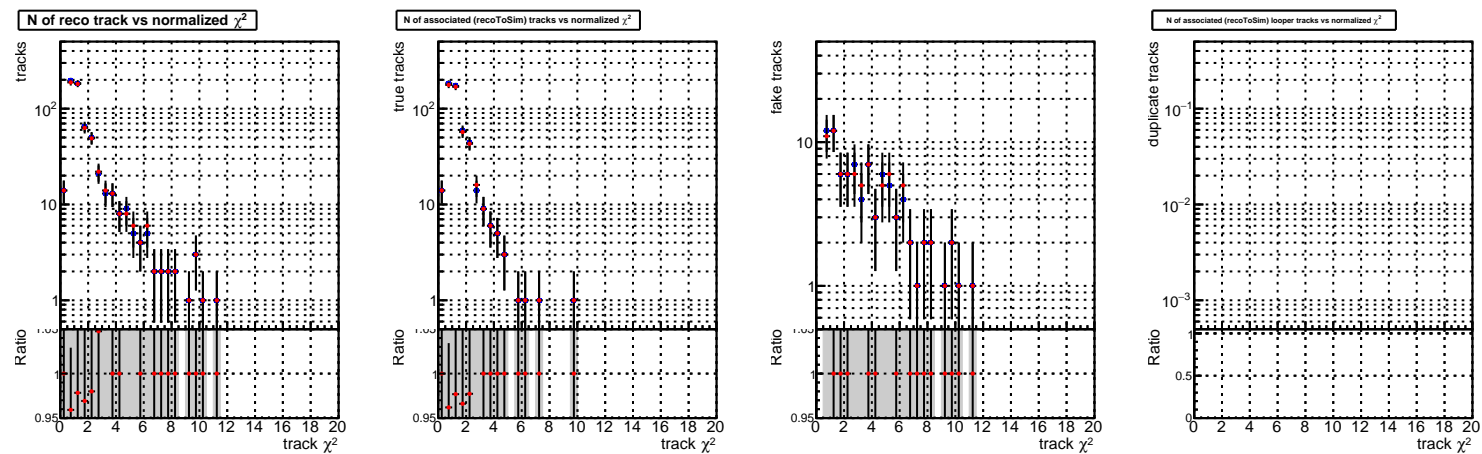 N of reco track vs normalized χ²
tracks
10²
10
1
Ratio
1.05
1
0.95
0 2 4 6 8 10 12 14 16 18 20
track χ²
N of associated (recoToSim) tracks vs normalized χ²
true tracks
10²
10
1
Ratio
1.05
1
0.95
0 2 4 6 8 10 12 14 16 18 20
track χ²
fake tracks
10
1
Ratio
1.05
1
0.95
0 2 4 6 8 10 12 14 16 18 20
track χ²
N of associated (recoToSim) looper tracks vs normalized χ²
duplicate tracks
10⁻¹
10⁻²
10⁻³
Ratio
1
0.5
0
0 2 4 6 8 10 12 14 16 18 20
track χ²